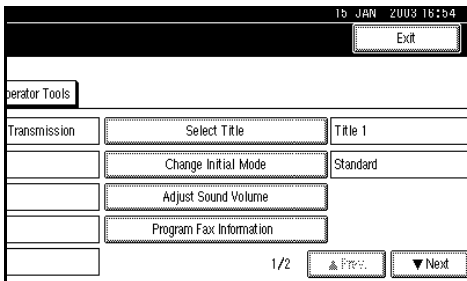 15 JAN 2003 16:54
Exit
perator Tools
Transmission Select Title Title 1
Change Initial Mode Standard
Adjust Sound Volume
Program Fax Information
1/2 ▲ Prev. ▼ Next